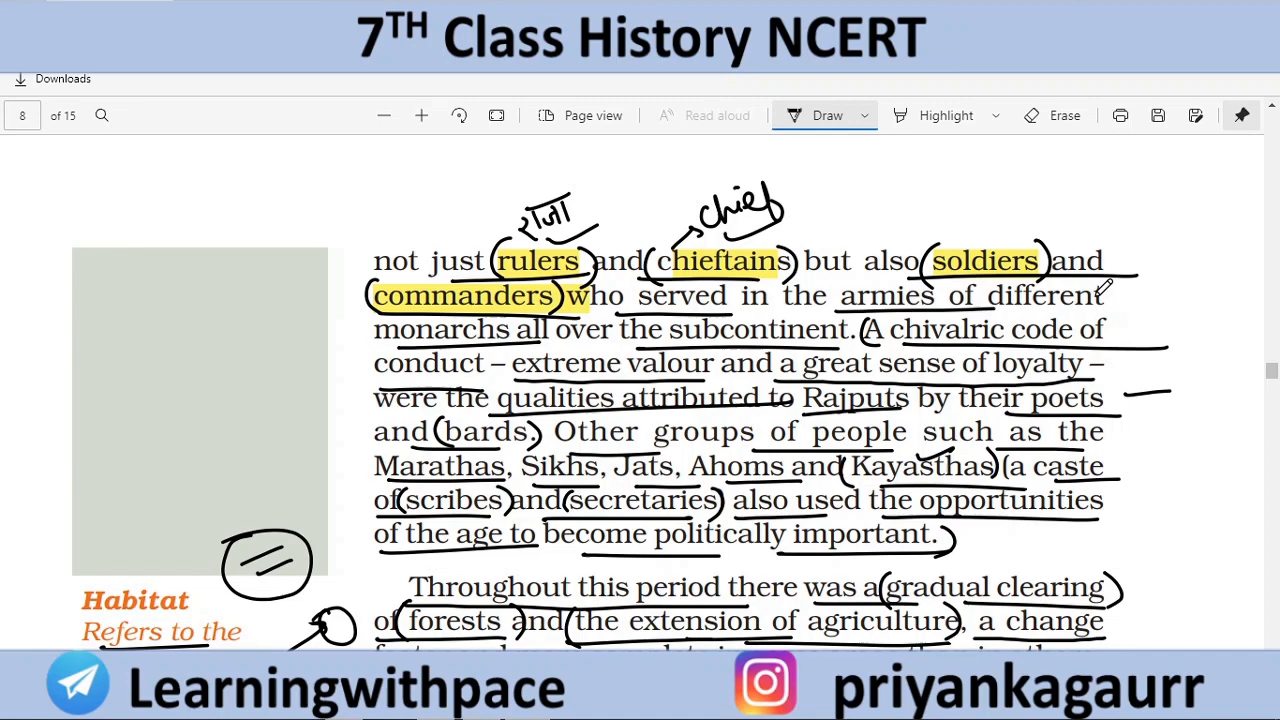 7TH Class History NCERT
Downloads
8 of 15 Page view Read aloud Draw Highlight Erase
राजा chief
not just rulers and chieftains but also soldiers and
commanders who served in the armies of different
monarchs all over the subcontinent. A chivalric code of
conduct – extreme valour and a great sense of loyalty –
were the qualities attributed to Rajputs by their poets
and bards. Other groups of people such as the
Marathas, Sikhs, Jats, Ahoms and Kayasthas (a caste
of scribes and secretaries) also used the opportunities
of the age to become politically important.
Throughout this period there was a gradual clearing
of forests and the extension of agriculture, a change
Habitat
Refers to the
Learningwithpace priyankagaurr